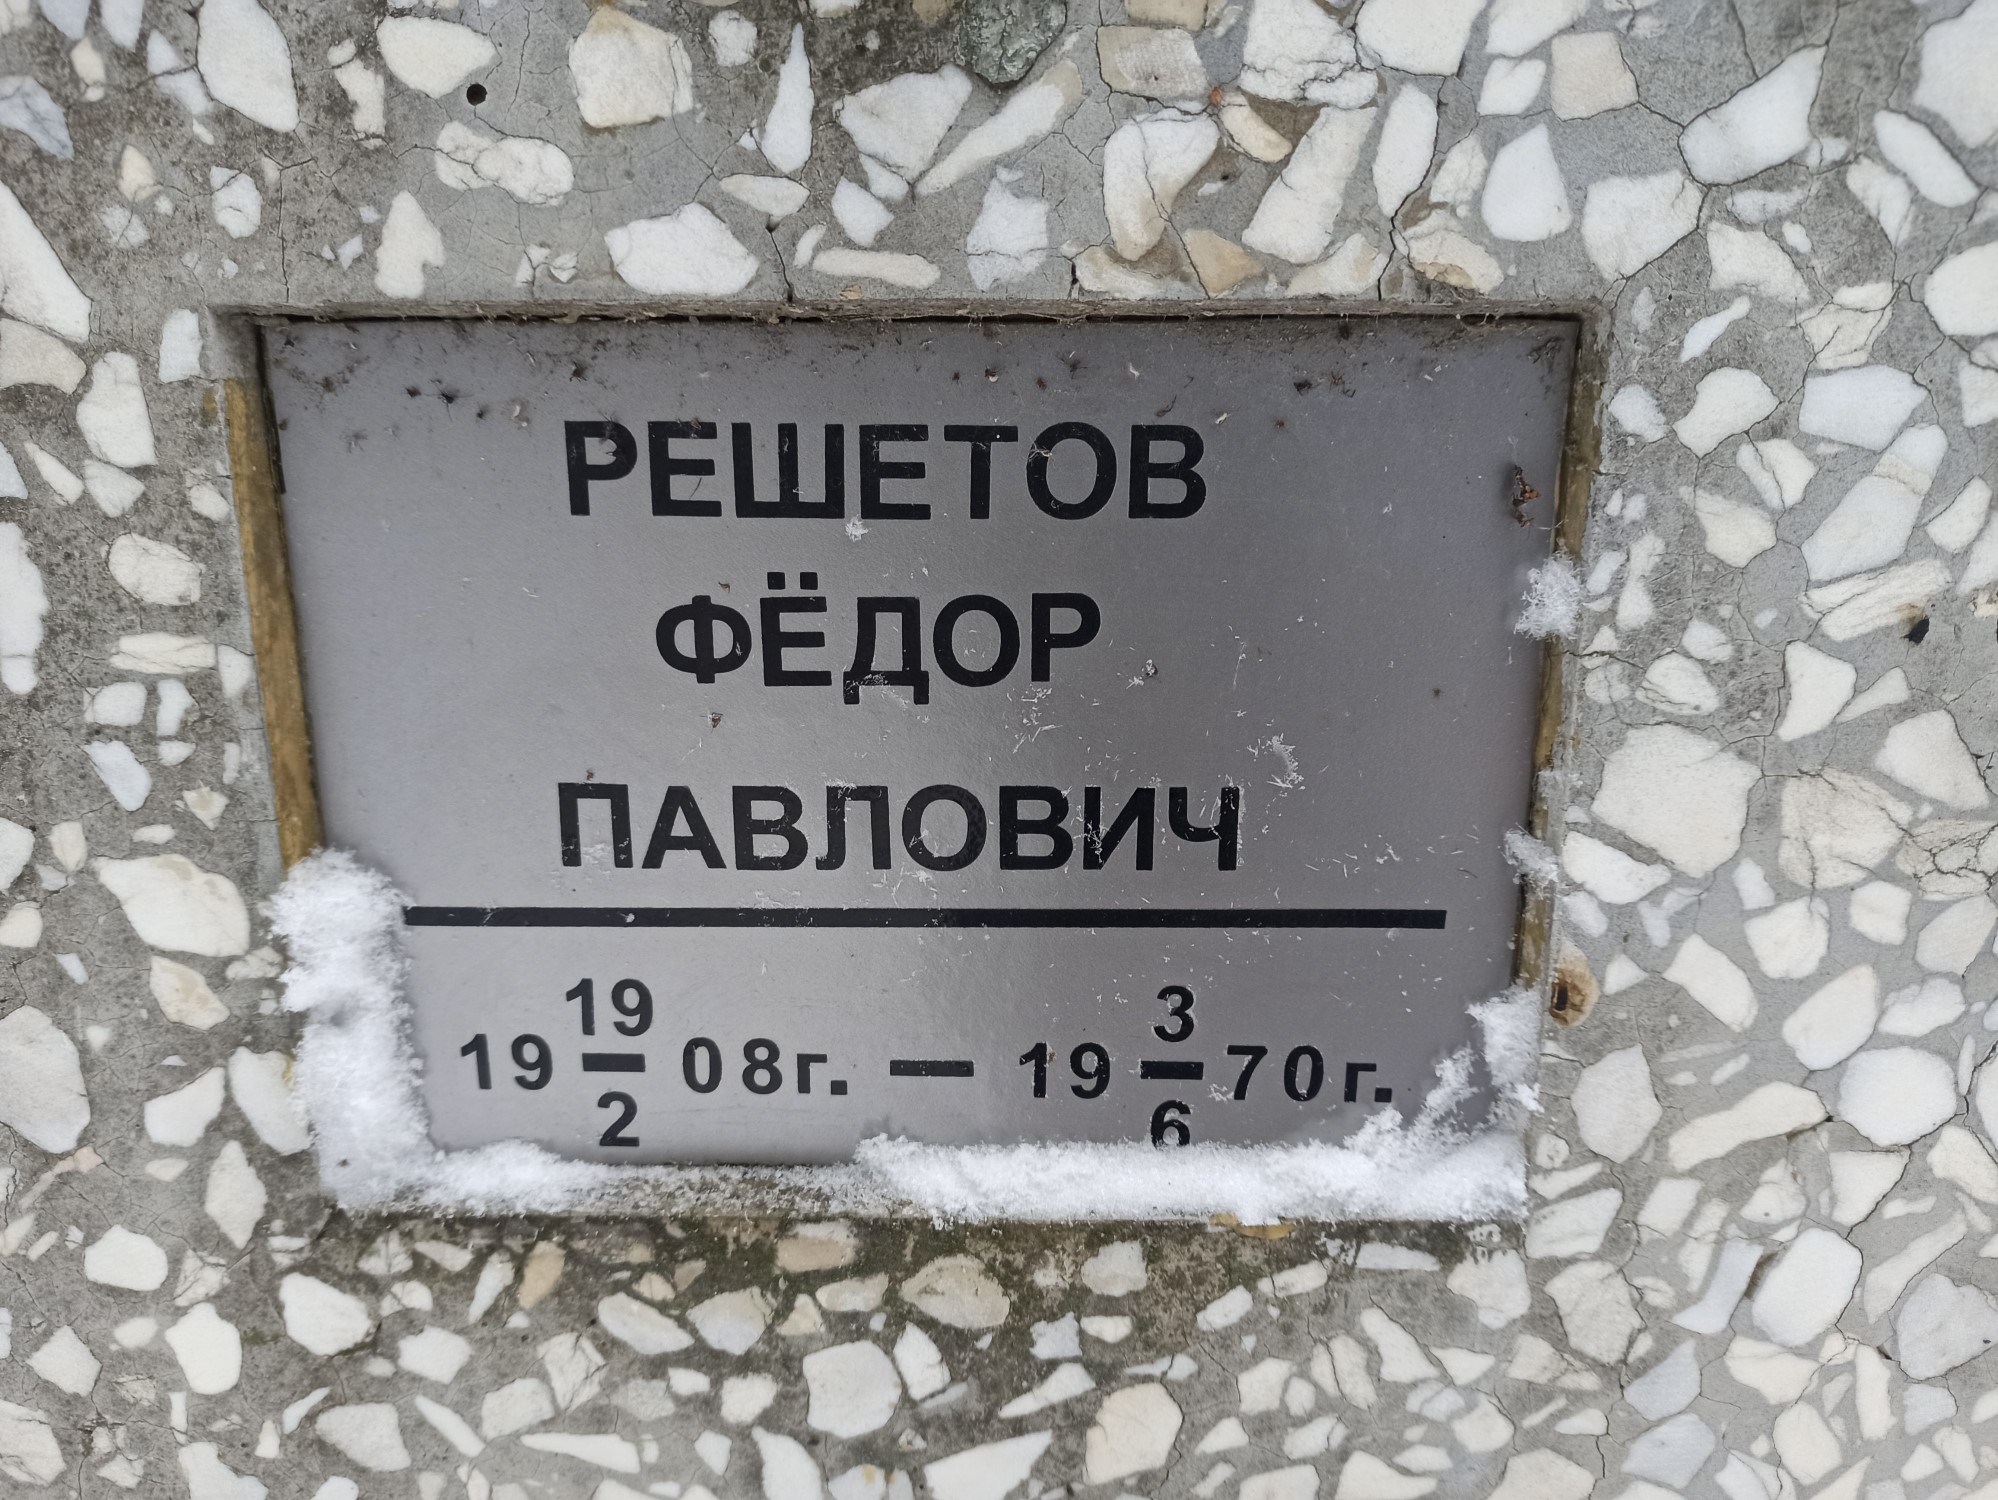 РЕШЕТОВ
ФЁДОР
ПАВЛОВИЧ
19 19/2 08г. — 19 3/6 70г.